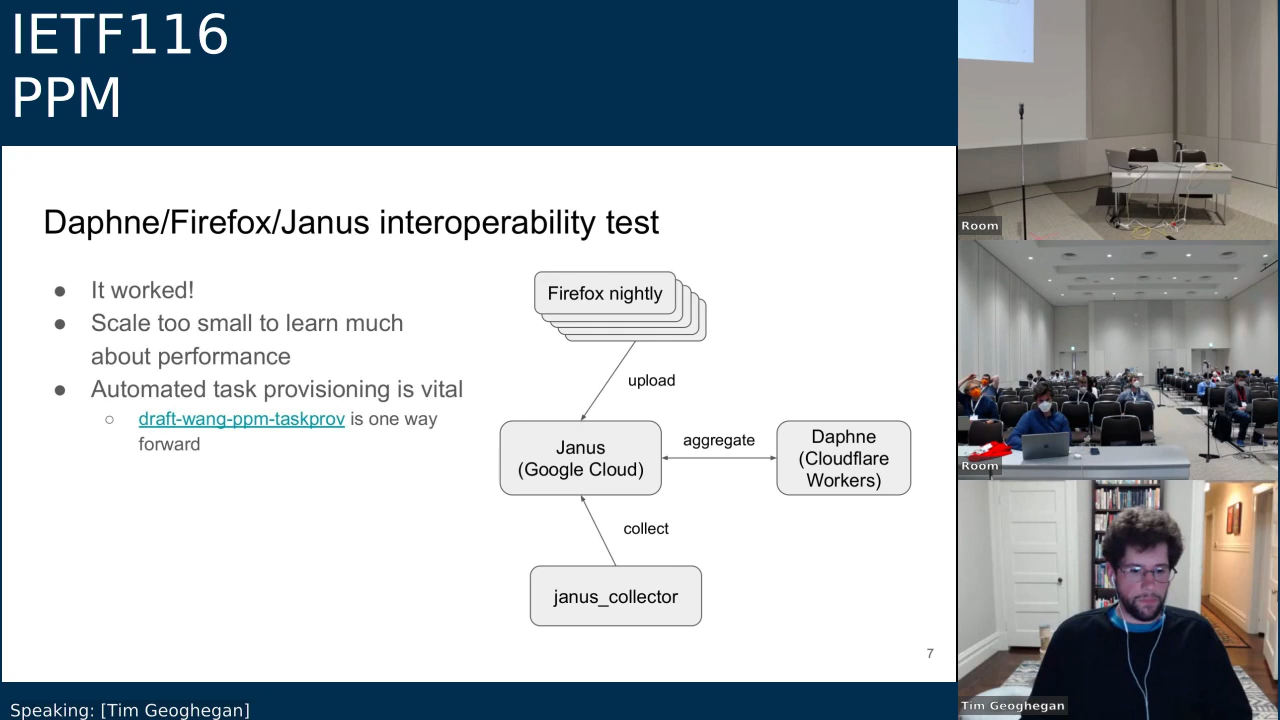 IETF116
PPM
Daphne/Firefox/Janus interoperability test
● It worked!
● Scale too small to learn much
about performance
● Automated task provisioning is vital
○ draft-wang-ppm-taskprov is one way
forward
Firefox nightly
upload
Janus
(Google Cloud)
aggregate
Daphne
(Cloudflare
Workers)
collect
janus_collector
7
Speaking: [Tim Geoghegan]
Room
Room
Tim Geoghegan